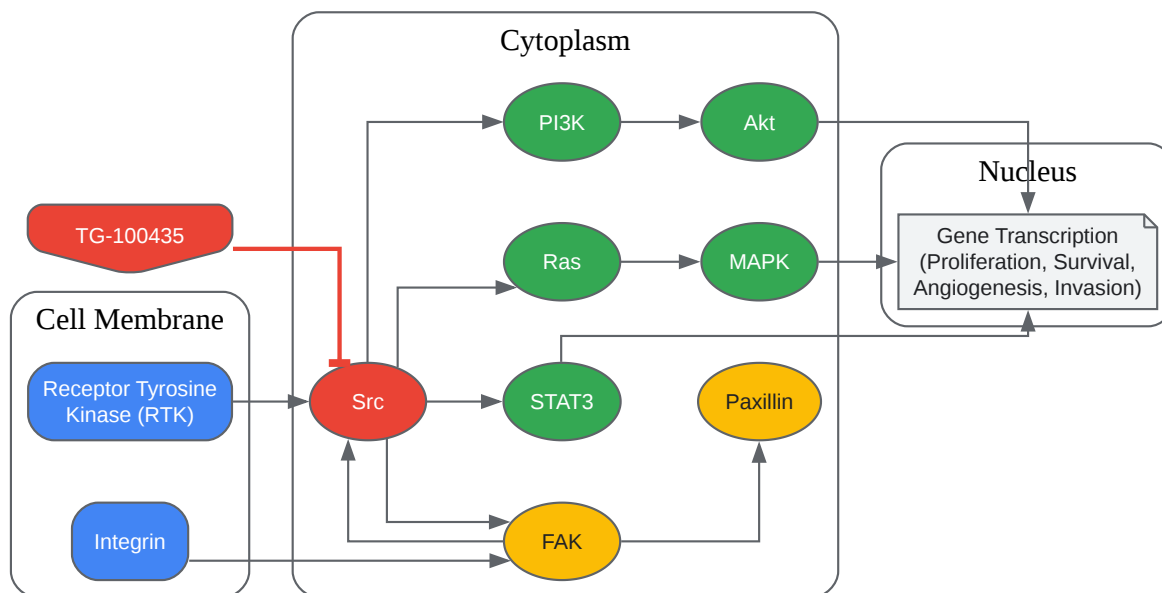 Cytoplasm
PI3K
Akt
Nucleus
TG-100435
Ras
MAPK
Gene Transcription
(Proliferation, Survival,
Angiogenesis, Invasion)
Cell Membrane
Receptor Tyrosine
Kinase (RTK)
Src
STAT3
Paxillin
Integrin
FAK